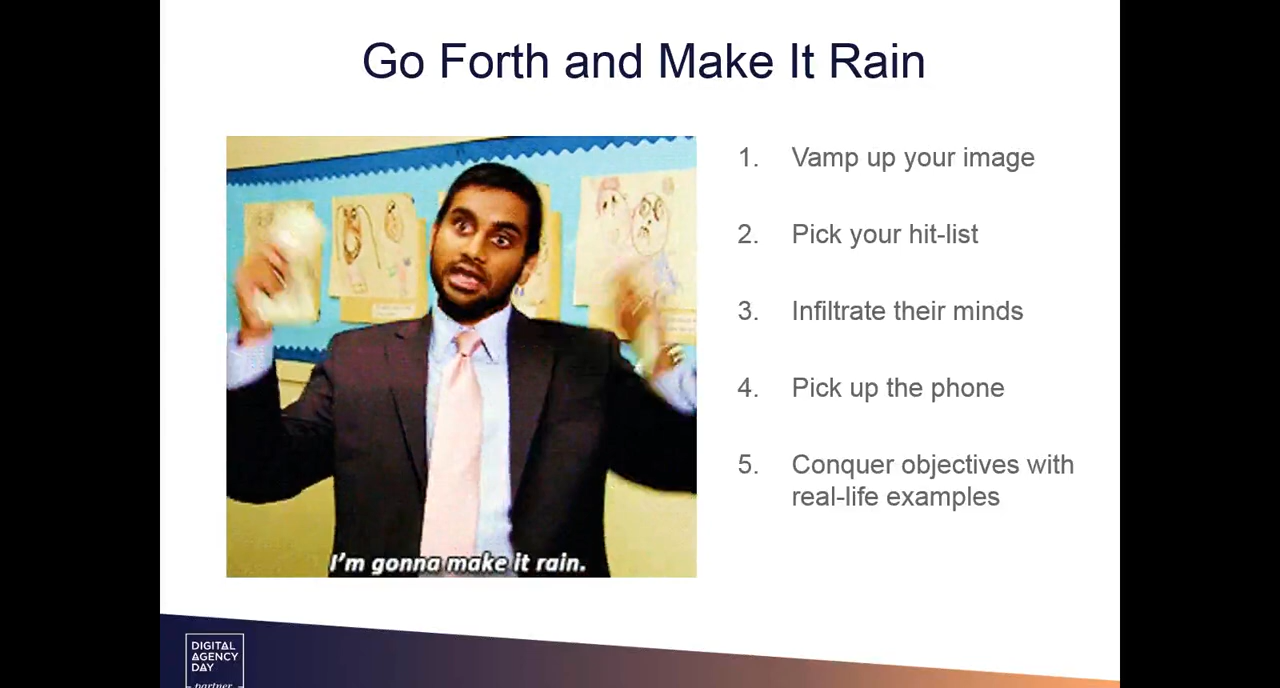 Go Forth and Make It Rain
1. Vamp up your image
2. Pick your hit-list
3. Infiltrate their minds
4. Pick up the phone
5. Conquer objectives with
real-life examples
I'm gonna make it rain.
DIGITAL
AGENCY
DAY
partner